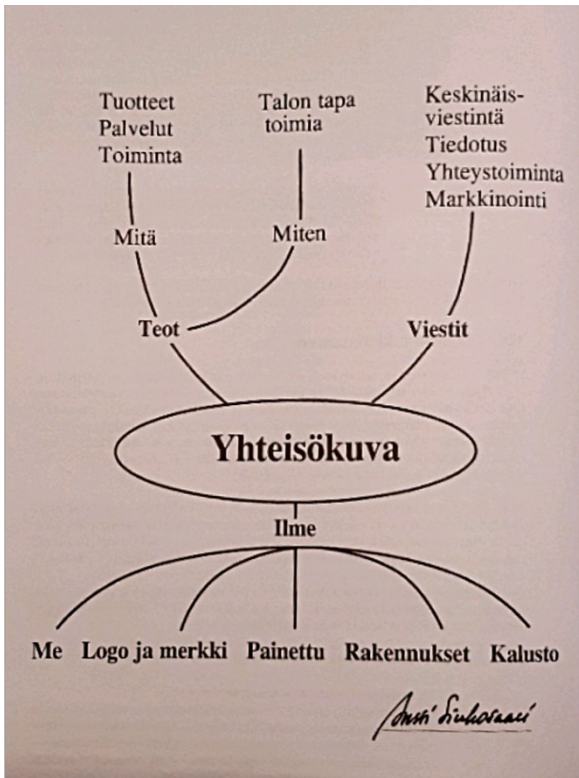 Tuotteet
Palvelut
Toiminta
Talon tapa
toimia
Keskinäis-
viestintä
Tiedotus
Yhteystoiminta
Markkinointi
Mitä
Miten
Teot
Viestit
Yhteisökuva
Ilme
Me
Logo ja merkki
Painettu
Rakennukset
Kalusto